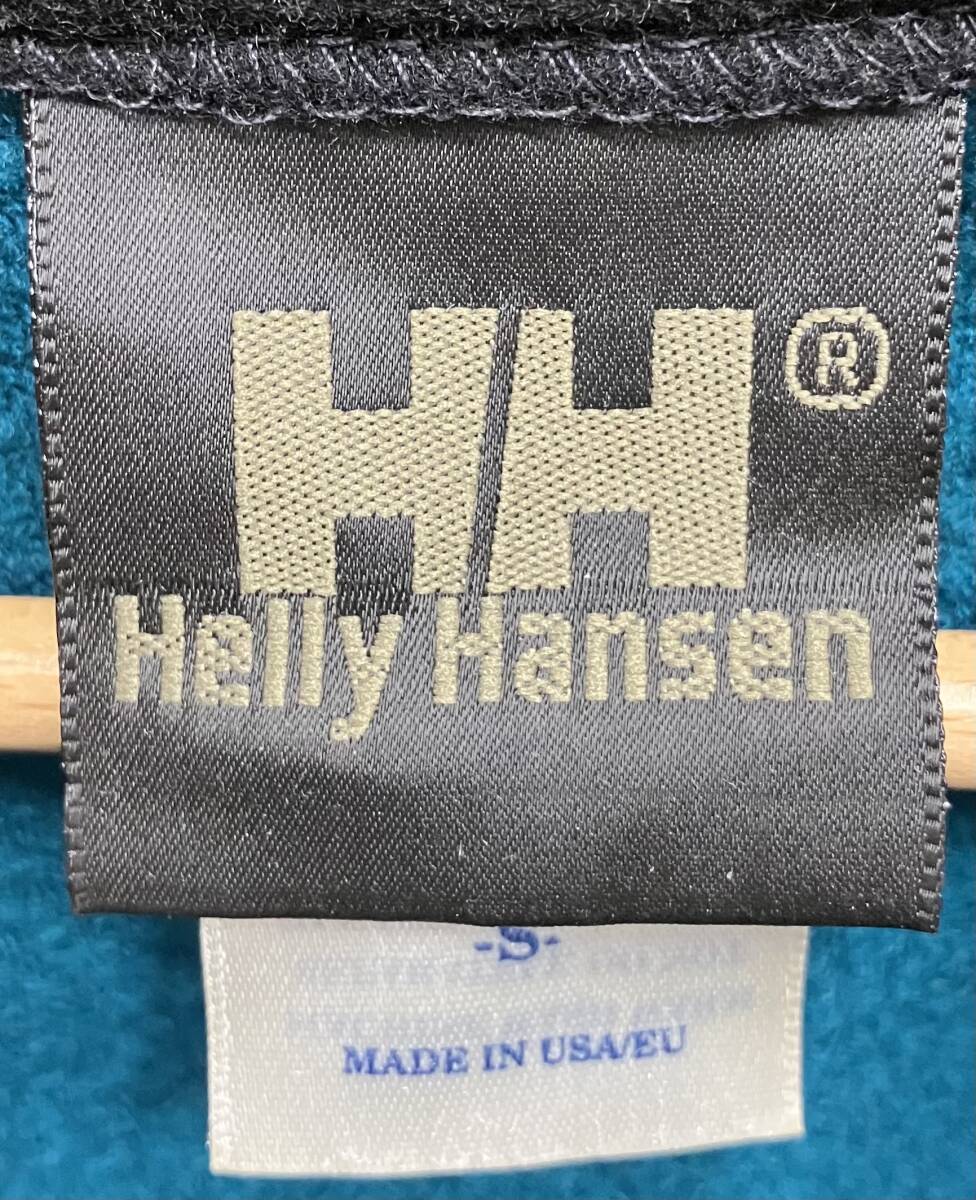 HH®
Helly Hansen
-S-
MADE IN USA/EU